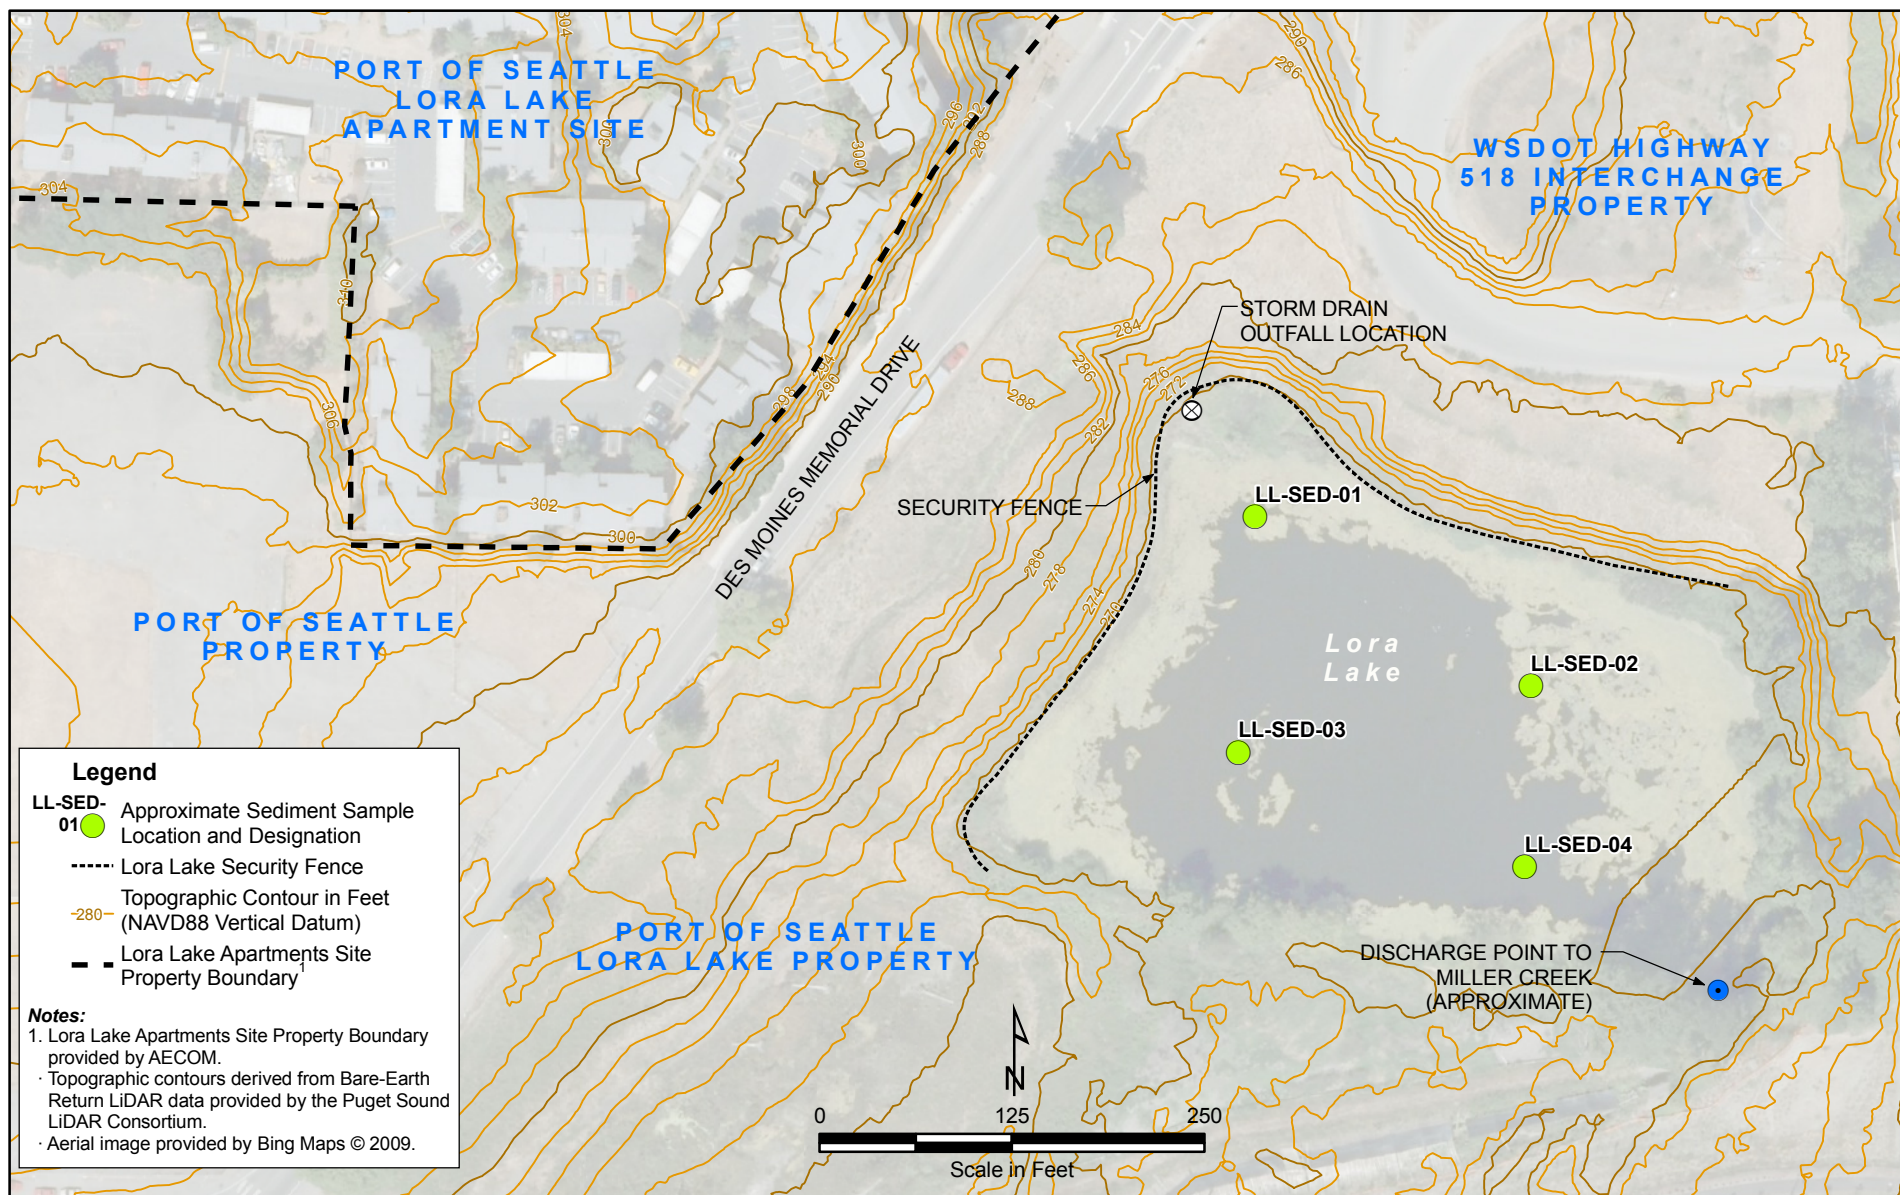 PORT OF SEATTLE
LORA LAKE
APARTMENT SITE
WSDOT HIGHWAY
518 INTERCHANGE
PROPERTY
304
304
300
300
296
292
288
290
286
310
306
302
300
298
294
290
284
286
288
282
276
272
280
278
274
270
STORM DRAIN
OUTFALL LOCATION
SECURITY FENCE
DES MOINES MEMORIAL DRIVE
LL-SED-01
PORT OF SEATTLE
PROPERTY
Lora
Lake
LL-SED-02
LL-SED-03
LL-SED-04
PORT OF SEATTLE
LORA LAKE PROPERTY
DISCHARGE POINT TO
MILLER CREEK
(APPROXIMATE)
Legend
LL-SED-
01
Approximate Sediment Sample
Location and Designation
Lora Lake Security Fence
280
Topographic Contour in Feet
(NAVD88 Vertical Datum)
Lora Lake Apartments Site
Property Boundary1
Notes:
1. Lora Lake Apartments Site Property Boundary
provided by AECOM.
· Topographic contours derived from Bare-Earth
Return LiDAR data provided by the Puget Sound
LiDAR Consortium.
· Aerial image provided by Bing Maps © 2009.
N
0 125 250
Scale in Feet